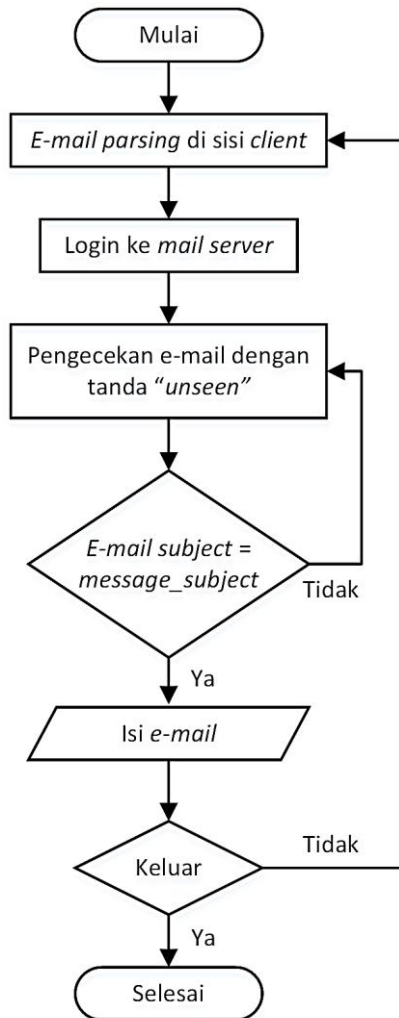 Mulai
E-mail parsing di sisi client
Login ke mail server
Pengecekan e-mail dengan
tanda “unseen”
E-mail subject =
message_subject
Tidak
Ya
Isi e-mail
Keluar
Tidak
Ya
Selesai